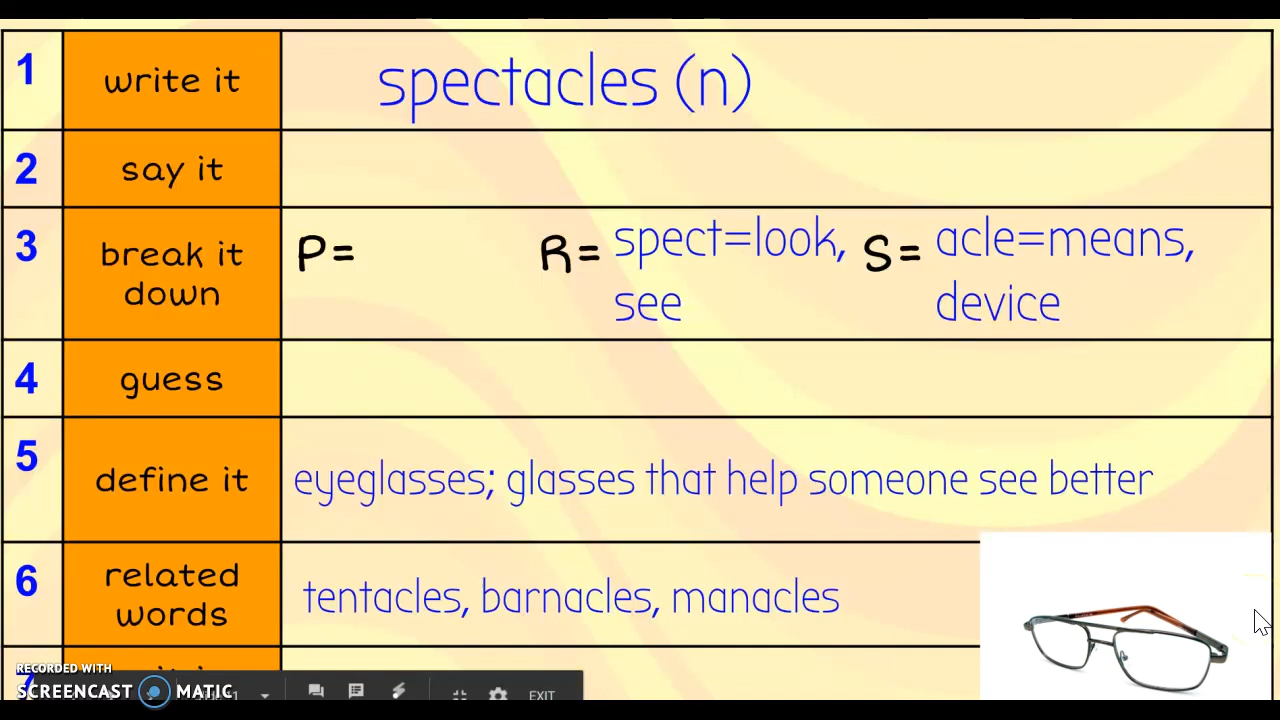 1 write it spectacles (n)
2 say it
3 break it down P= R= spect=look, see S= acle=means, device
4 guess
5 define it eyeglasses; glasses that help someone see better
6 related words tentacles, barnacles, manacles
7
RECORDED WITH
SCREENCAST MATIC
EXIT